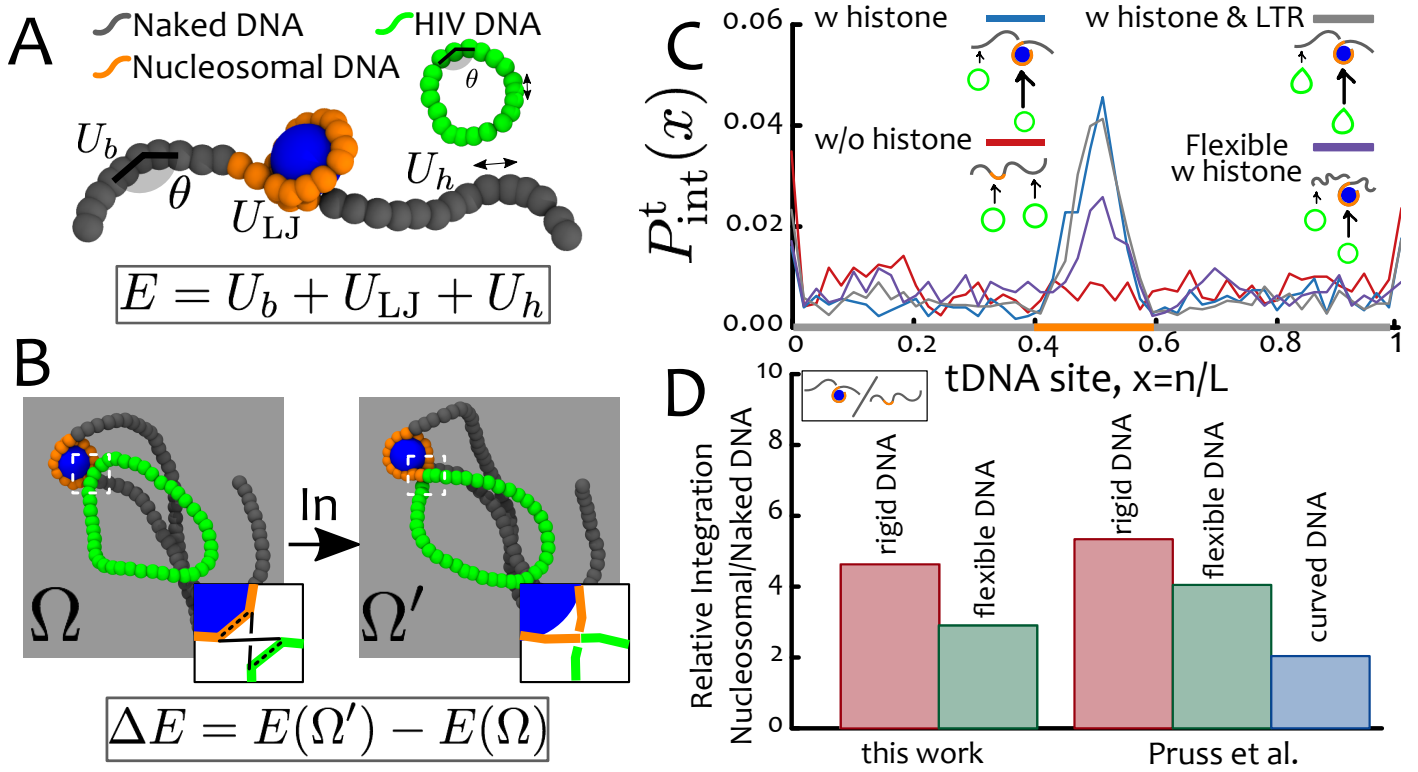 A
Naked DNA
HIV DNA
Nucleosomal DNA
θ
U_b
θ
U_LJ
U_h
E = U_b + U_LJ + U_h
B
In
Ω
Ω′
ΔE = E(Ω′) − E(Ω)
C
w histone
w histone & LTR
w/o histone
Flexible
w histone
P^t_int(x)
0.06
0.04
0.02
0.00
0 0.2 0.4 0.6 0.8 1
tDNA site, x=n/L
D
Relative Integration
Nucleosomal/Naked DNA
10
8
6
4
2
0
rigid DNA
flexible DNA
rigid DNA
flexible DNA
curved DNA
this work
Pruss et al.